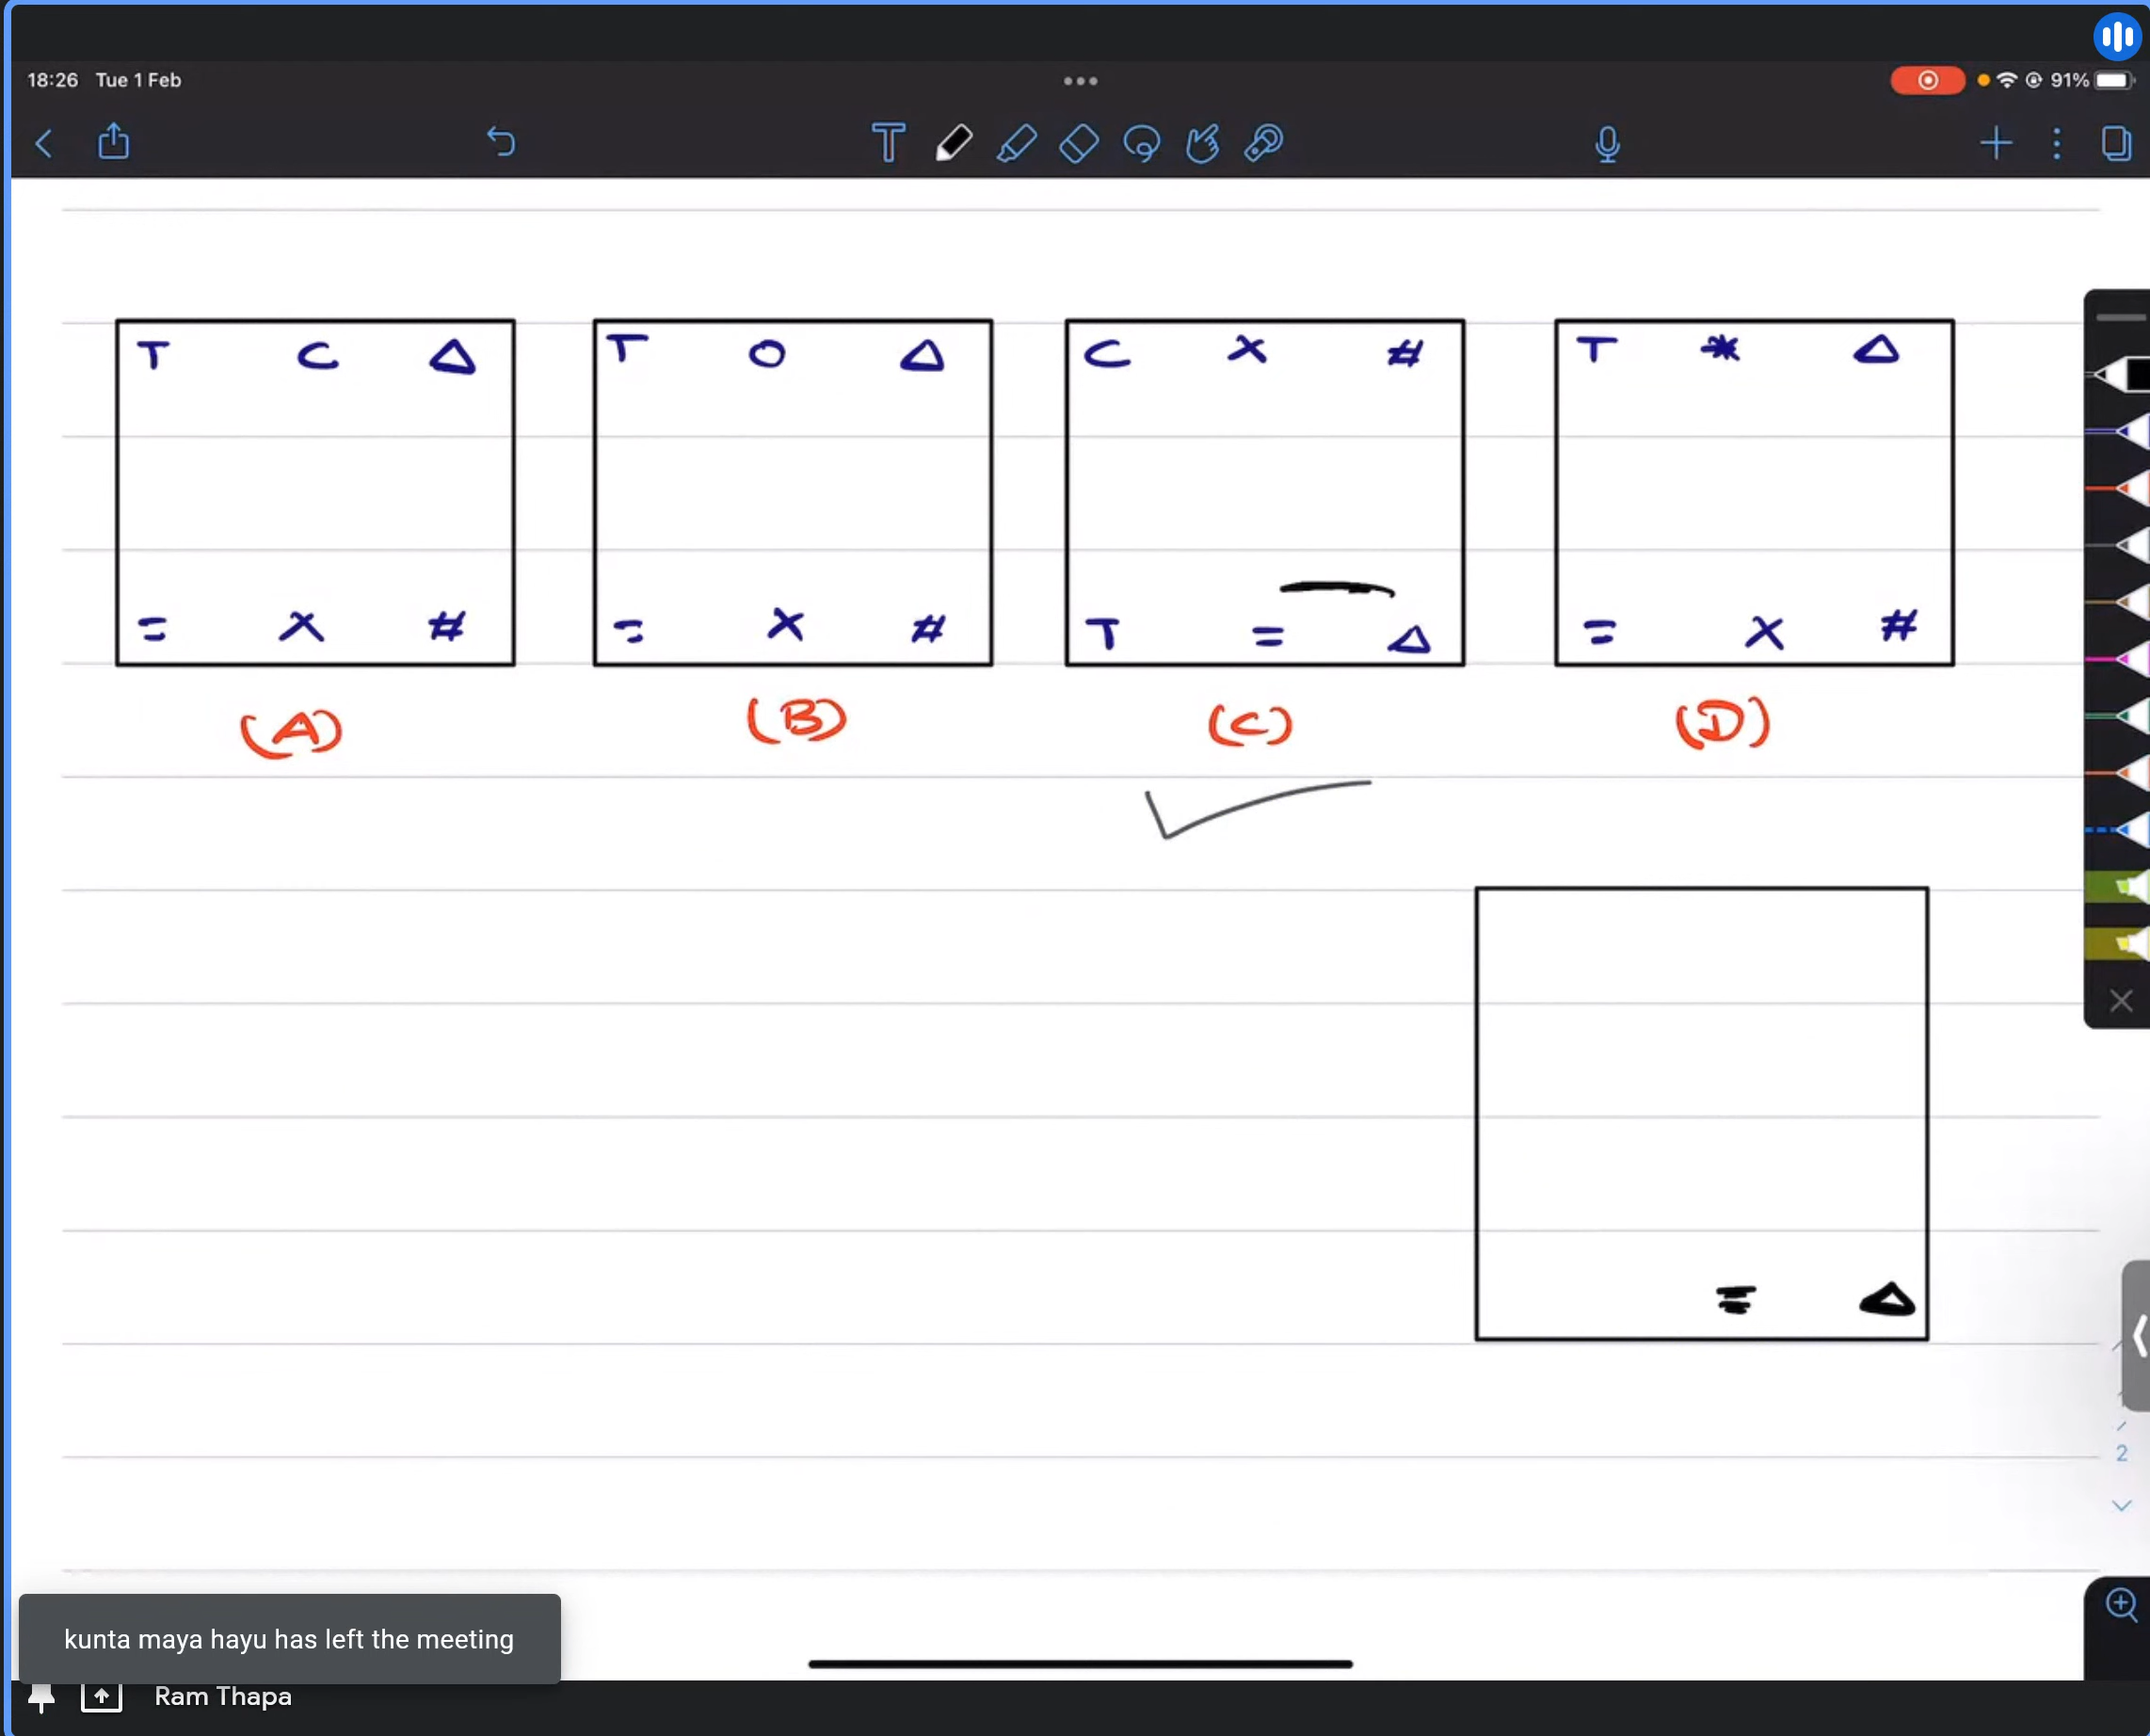 18:26 Tue 1 Feb 91%
T C Δ T O Δ C X # T * Δ
= X # = X # T = Δ = X #
(A) (B) (C) (D)
= Δ
2
kunta maya hayu has left the meeting
Ram Thapa